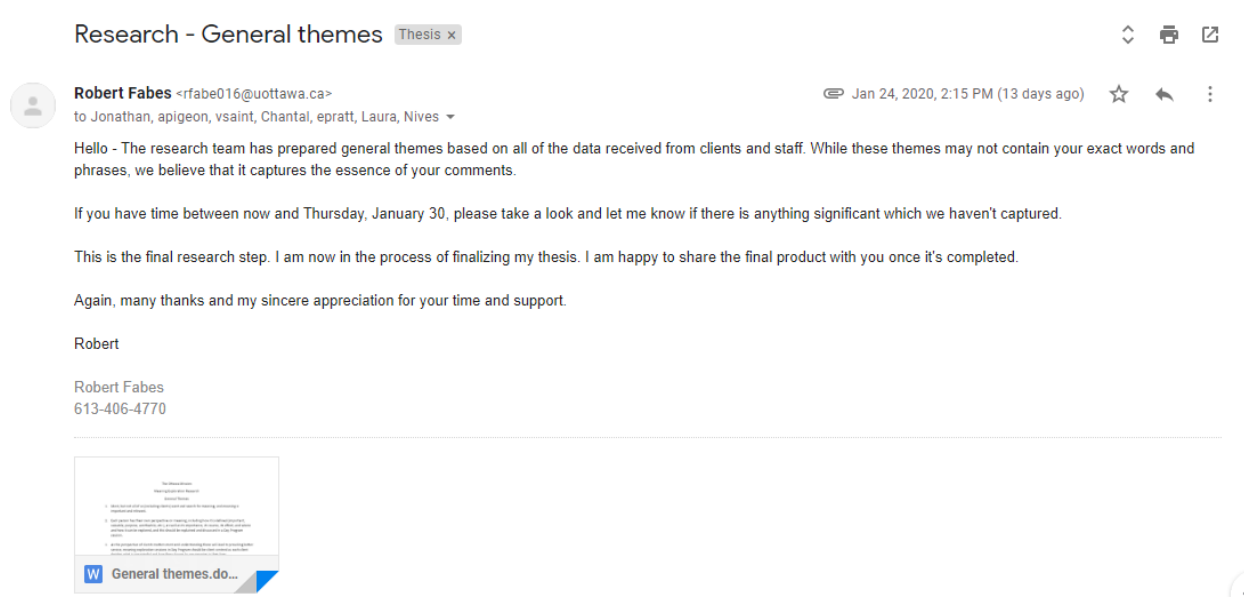 Research - General themes Thesis x
Robert Fabes <rfabe016@uottawa.ca> Jan 24, 2020, 2:15 PM (13 days ago)
to Jonathan, apigeon, vsaint, Chantal, epratt, Laura, Nives
Hello - The research team has prepared general themes based on all of the data received from clients and staff. While these themes may not contain your exact words and
phrases, we believe that it captures the essence of your comments.
If you have time between now and Thursday, January 30, please take a look and let me know if there is anything significant which we haven't captured.
This is the final research step. I am now in the process of finalizing my thesis. I am happy to share the final product with you once it's completed.
Again, many thanks and my sincere appreciation for your time and support.
Robert
Robert Fabes
613-406-4770
General Themes
W General themes.do...